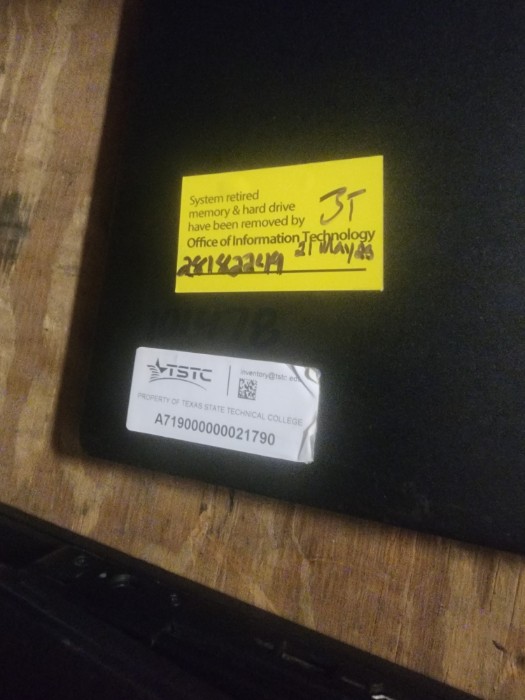 System retired
memory & hard drive
have been removed by
JT
Office of Information Technology
21 May
TSTC
inventory@tstc.edu
PROPERTY OF TEXAS STATE TECHNICAL COLLEGE
A719000000021790